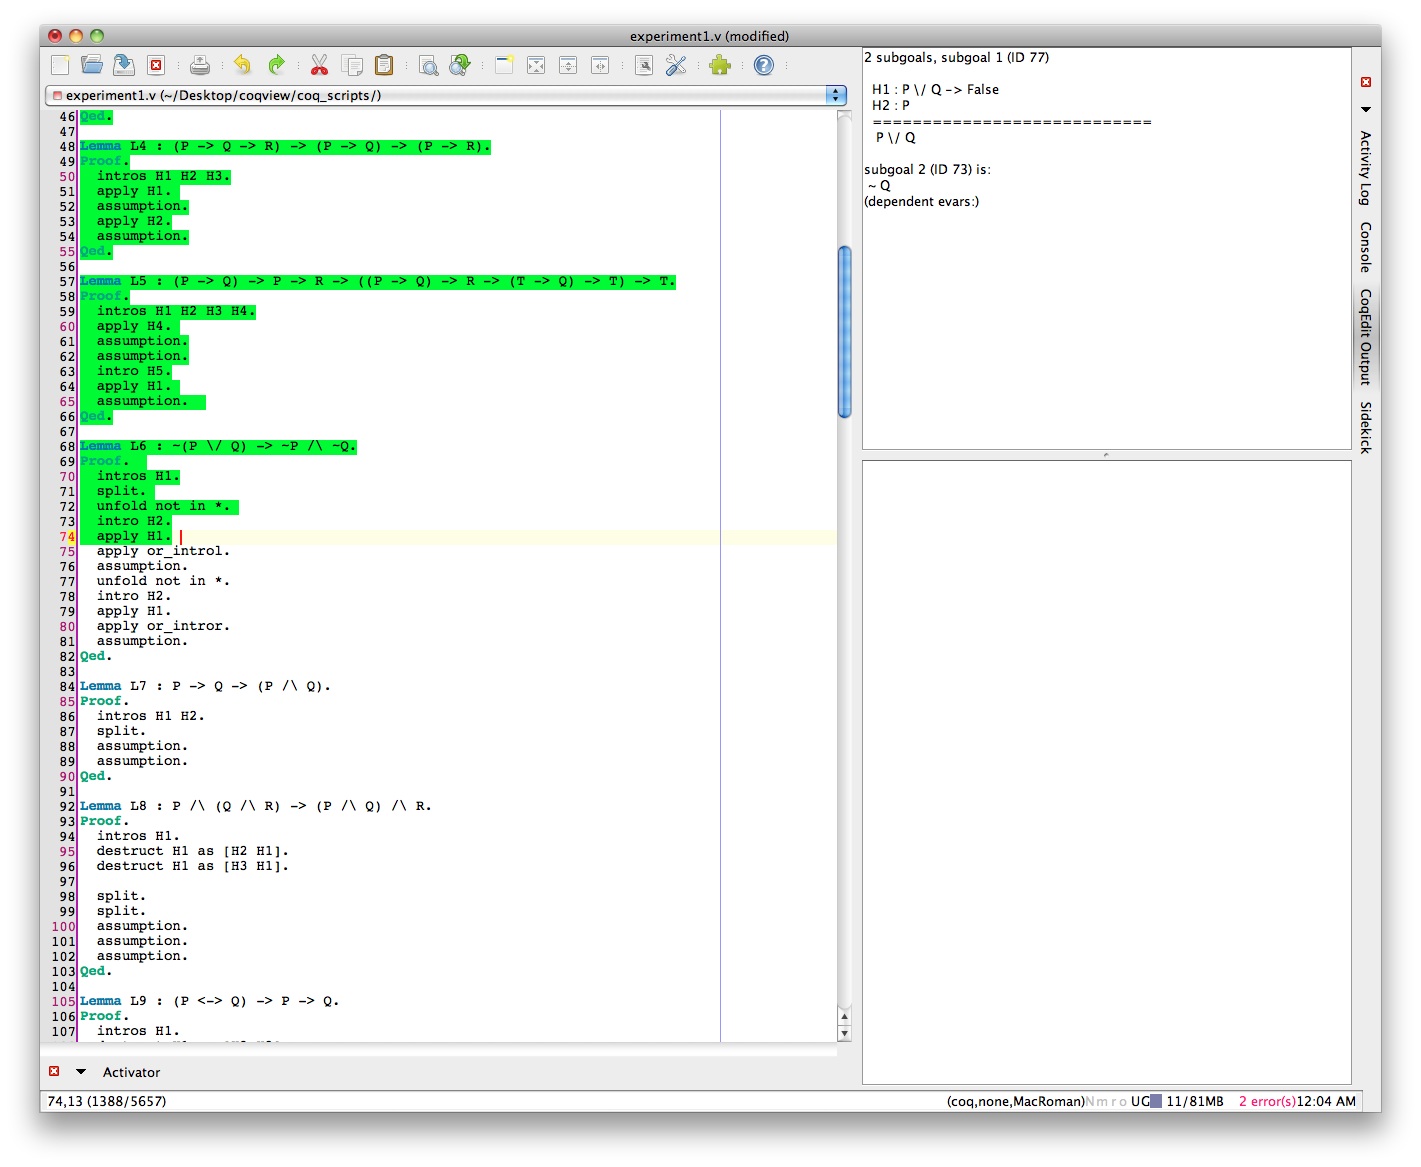 experiment1.v (modified)
experiment1.v (~/Desktop/coqview/coq_scripts/)
46 Qed.
47
48 Lemma L4 : (P -> Q -> R) -> (P -> Q) -> (P -> R).
49 Proof.
50   intros H1 H2 H3.
51   apply H1.
52   assumption.
53   apply H2.
54   assumption.
55 Qed.
56
57 Lemma L5 : (P -> Q) -> P -> R -> ((P -> Q) -> R -> (T -> Q) -> T) -> T.
58 Proof.
59   intros H1 H2 H3 H4.
60   apply H4.
61   assumption.
62   assumption.
63   intro H5.
64   apply H1.
65   assumption.
66 Qed.
67
68 Lemma L6 : ~(P \/ Q) -> ~P /\ ~Q.
69 Proof.
70   intros H1.
71   split.
72   unfold not in *.
73   intro H2.
74   apply H1.
75   apply or_introl.
76   assumption.
77   unfold not in *.
78   intro H2.
79   apply H1.
80   apply or_intror.
81   assumption.
82 Qed.
83
84 Lemma L7 : P -> Q -> (P /\ Q).
85 Proof.
86   intros H1 H2.
87   split.
88   assumption.
89   assumption.
90 Qed.
91
92 Lemma L8 : P /\ (Q /\ R) -> (P /\ Q) /\ R.
93 Proof.
94   intros H1.
95   destruct H1 as [H2 H1].
96   destruct H1 as [H3 H1].
97
98   split.
99   split.
100   assumption.
101   assumption.
102   assumption.
103 Qed.
104
105 Lemma L9 : (P <-> Q) -> P -> Q.
106 Proof.
107   intros H1.
2 subgoals, subgoal 1 (ID 77)
H1 : P \/ Q -> False
H2 : P
============================
P \/ Q
subgoal 2 (ID 73) is:
~ Q
(dependent evars:)
Activity Log
Console
CoqEdit Output
Sidekick
Activator
74,13 (1388/5657)
(coq,none,MacRoman)N m r o UG 11/81MB 2 error(s)12:04 AM